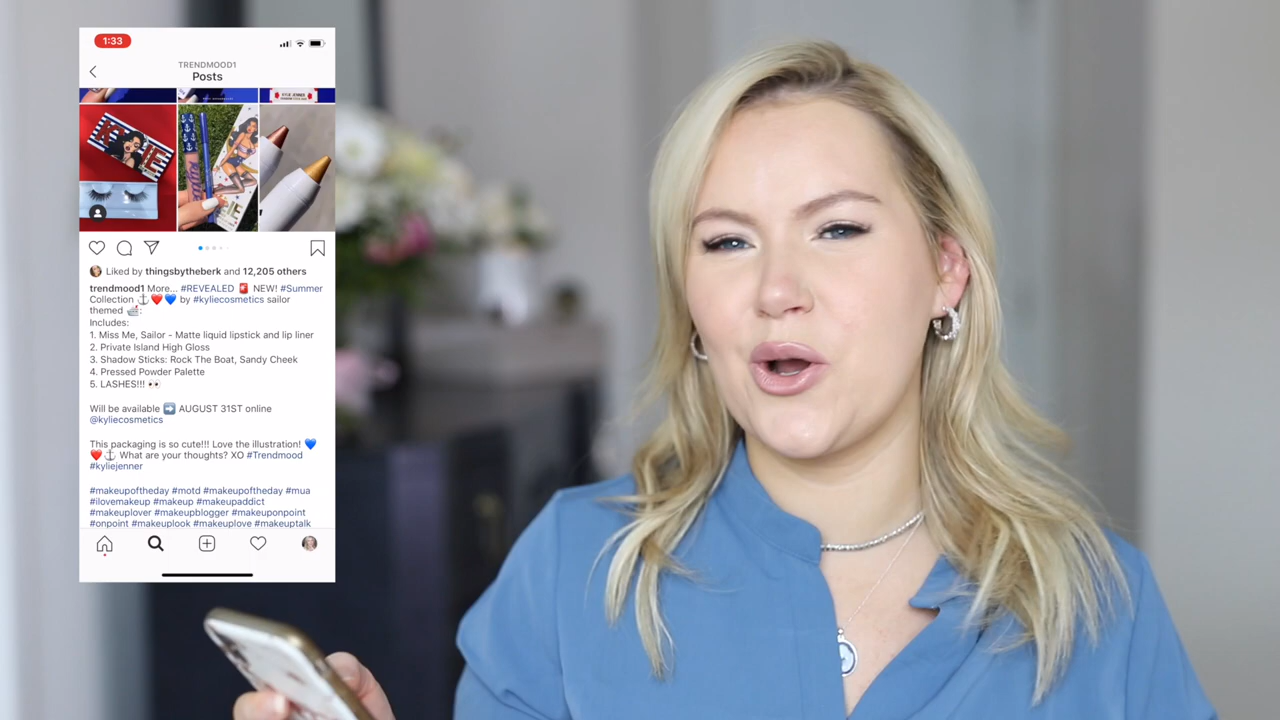 1:33
TRENDMOOD1
Posts
KYLIE JENNER
Liked by thingsbytheberk and 12,205 others
trendmood1 More... #REVEALED 🚨 NEW! #Summer
Collection ⚓❤️💙 by #kyliecosmetics sailor
themed 🚢:
Includes:
1. Miss Me, Sailor - Matte liquid lipstick and lip liner
2. Private Island High Gloss
3. Shadow Sticks: Rock The Boat, Sandy Cheek
4. Pressed Powder Palette
5. LASHES!!! 👀
Will be available ➡️ AUGUST 31ST online
@kyliecosmetics
This packaging is so cute!!! Love the illustration! 💙
❤️⚓ What are your thoughts? XO #Trendmood
#kyliejenner
#makeupoftheday #motd #makeupoftheday #mua
#ilovemakeup #makeup #makeupaddict
#makeuplover #makeupblogger #makeuponpoint
#onpoint #makeuplook #makeuplove #makeuptalk